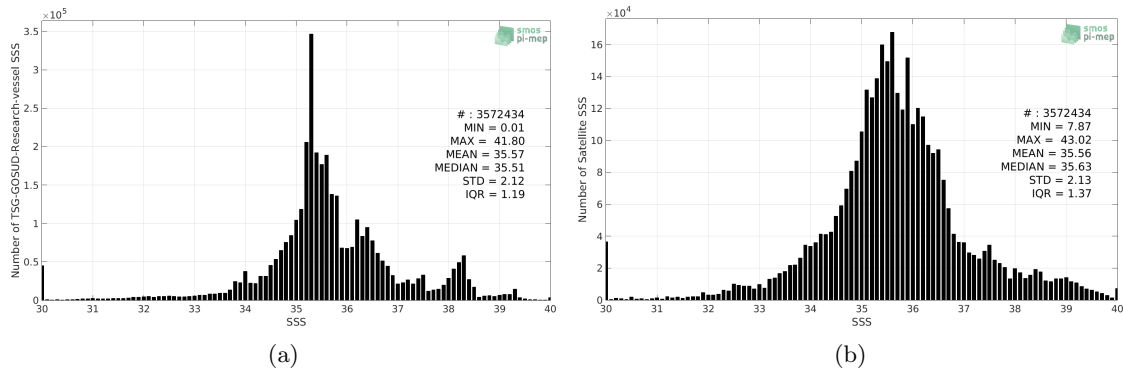 ×10⁵
3.5
3
2.5
2
1.5
1
0.5
0
30 31 32 33 34 35 36 37 38 39 40
SSS
Number of TSG-GOSUD-Research-vessel SSS
smos
pi-mep
# : 3572434
MIN = 0.01
MAX = 41.80
MEAN = 35.57
MEDIAN = 35.51
STD = 2.12
IQR = 1.19
(a)
×10⁴
16
14
12
10
8
6
4
2
0
30 31 32 33 34 35 36 37 38 39 40
SSS
Number of Satellite SSS
smos
pi-mep
# : 3572434
MIN = 7.87
MAX = 43.02
MEAN = 35.56
MEDIAN = 35.63
STD = 2.13
IQR = 1.37
(b)